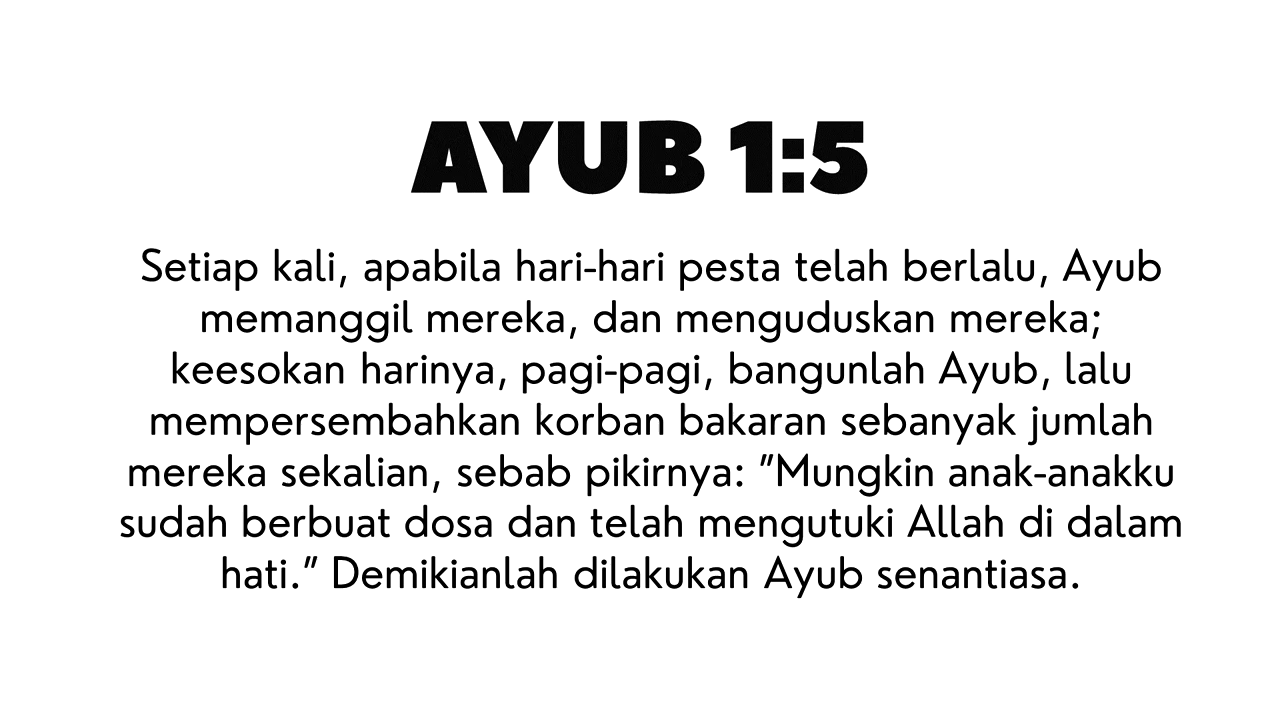 AYUB 1:5
Setiap kali, apabila hari-hari pesta telah berlalu, Ayub
memanggil mereka, dan menguduskan mereka;
keesokan harinya, pagi-pagi, bangunlah Ayub, lalu
mempersembahkan korban bakaran sebanyak jumlah
mereka sekalian, sebab pikirnya: "Mungkin anak-anakku
sudah berbuat dosa dan telah mengutuki Allah di dalam
hati." Demikianlah dilakukan Ayub senantiasa.